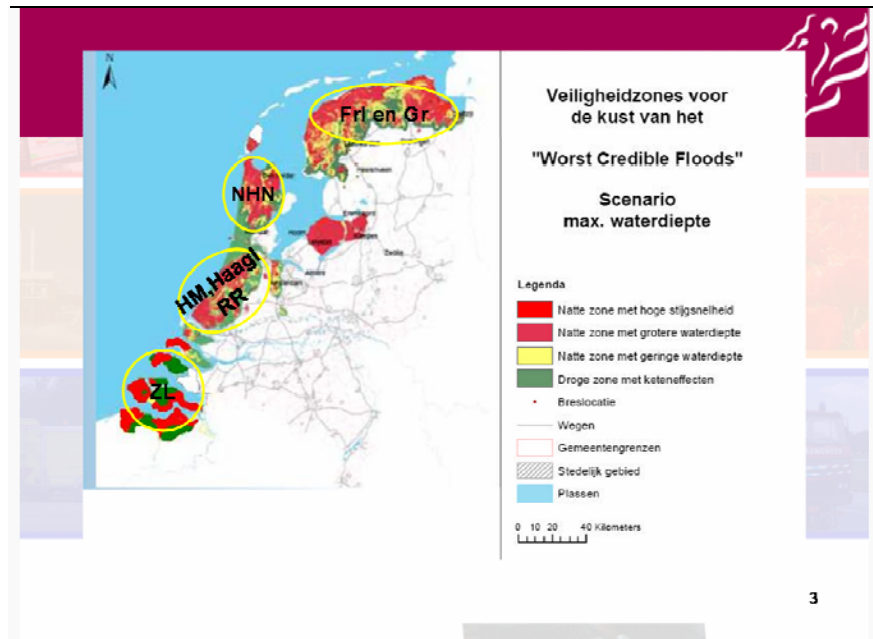 N
Fri en Gr
NHN
HM,Haagl
RR
ZL
Veiligheidzones voor
de kust van het
"Worst Credible Floods"
Scenario
max. waterdiepte
Legenda
Natte zone met hoge stijgsnelheid
Natte zone met grotere waterdiepte
Natte zone met geringe waterdiepte
Droge zone met keteneffecten
Breslocatie
Wegen
Gemeentengrenzen
Stedelijk gebied
Plassen
0 10 20 40 Kilometers
3